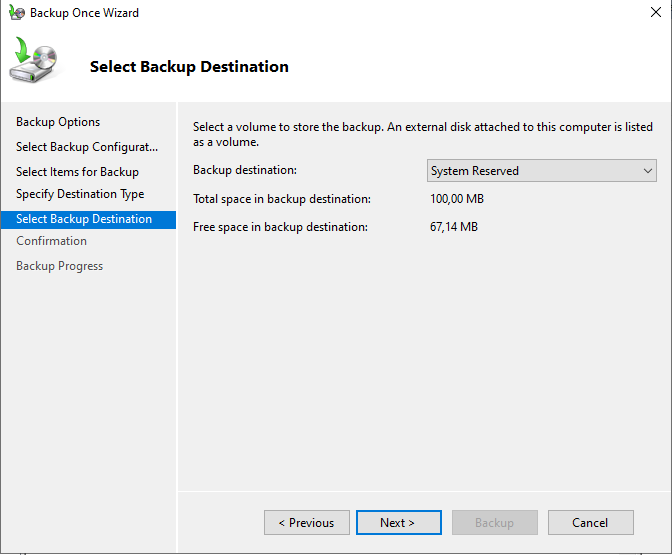 Backup Once Wizard
Select Backup Destination
Backup Options
Select Backup Configurat...
Select Items for Backup
Specify Destination Type
Select Backup Destination
Confirmation
Backup Progress
Select a volume to store the backup. An external disk attached to this computer is listed
as a volume.
Backup destination: System Reserved
Total space in backup destination: 100,00 MB
Free space in backup destination: 67,14 MB
< Previous Next > Backup Cancel